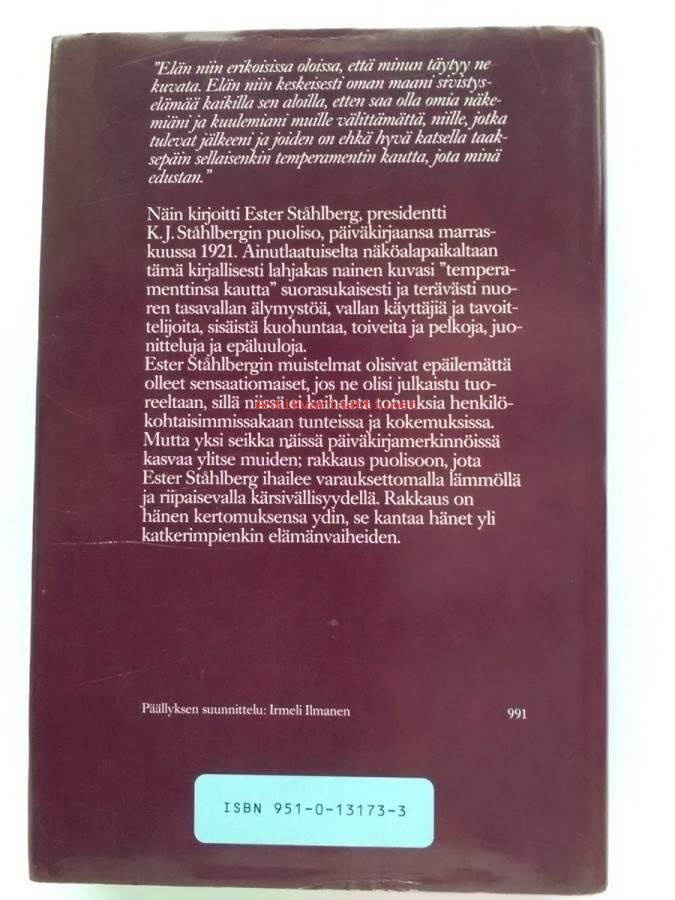 "Elän niin erikoisissa oloissa, että minun täytyy ne
kuvata. Elän niin keskeisesti oman maani sivistys-
elämää kaikilla sen aloilla, etten saa olla omia näke-
miäni ja kuulemiani muille välittämättä, niille, jotka
tulevat jälkeeni ja joiden on ehkä hyvä katsella taak-
sepäin sellaisenkin temperamentin kautta, jota minä
edustan."
Näin kirjoitti Ester Ståhlberg, presidentti
K.J. Ståhlbergin puoliso, päiväkirjaansa marras-
kuussa 1921. Ainutlaatuiselta näköalapaikaltaan
tämä kirjallisesti lahjakas nainen kuvasi "tempera-
menttinsa kautta" suorasukaisesti ja terävästi nuo-
ren tasavallan älymystöä, vallan käyttäjiä ja tavoit-
telijoita, sisäistä kuohuntaa, toiveita ja pelkoja, juo-
nitteluja ja epäluuloja.
Ester Ståhlbergin muistelmat olisivat epäilemättä
olleet sensaatiomaiset, jos ne olisi julkaistu tuo-
reeltaan, sillä niissä ei kaihdeta totuuksia henkilö-
kohtaisimmissakaan tunteissa ja kokemuksissa.
Mutta yksi seikka näissä päiväkirjamerkinnöissä
kasvaa ylitse muiden; rakkaus puolisoon, jota
Ester Ståhlberg ihailee varauksettomalla lämmöllä
ja riipaisevalla kärsivällisyydellä. Rakkaus on
hänen kertomuksensa ydin, se kantaa hänet yli
katkerimpienkin elämänvaiheiden.
Päällyksen suunnittelu: Irmeli Ilmanen
991
ISBN 951-0-13173-3